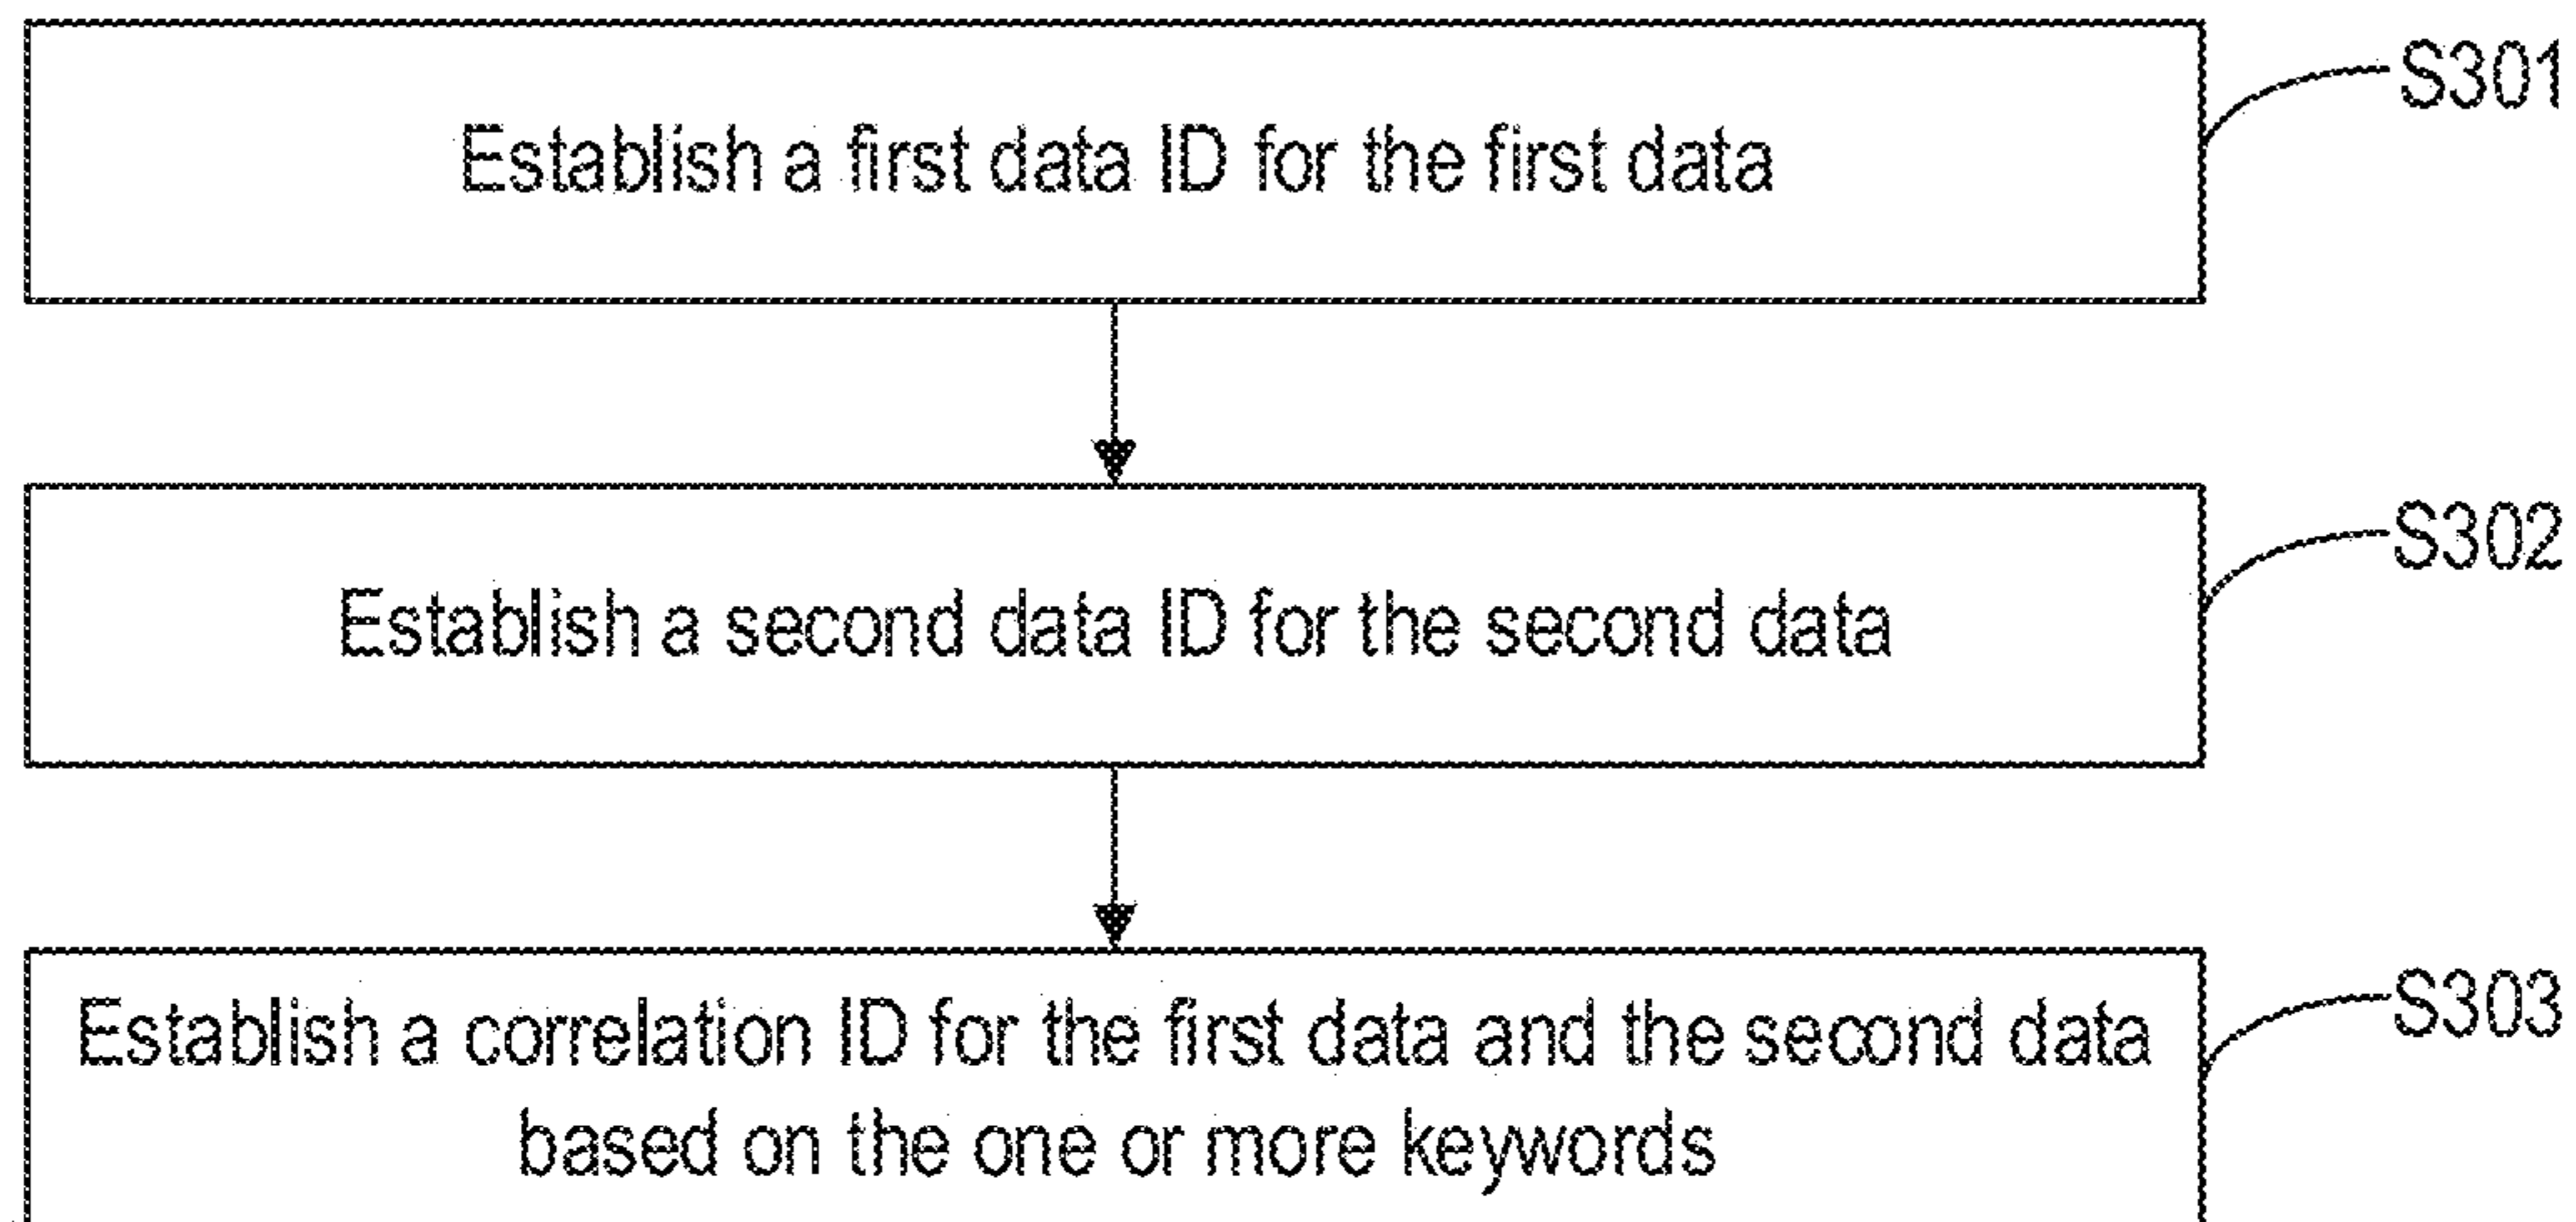 S301
Establish a first data ID for the first data
S302
Establish a second data ID for the second data
S303
Establish a correlation ID for the first data and the second data
based on the one or more keywords